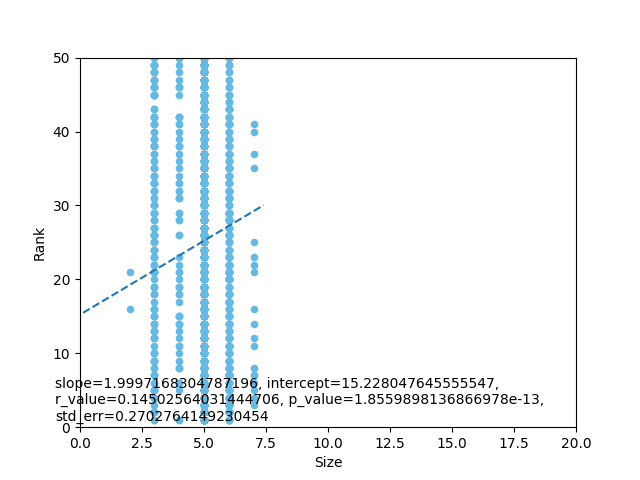 50
40
30
20
10
0
Rank
slope=1.9997168304787196, intercept=15.228047645555547,
r_value=0.14502564031444706, p_value=1.8559898136866978e-13,
std_err=0.2702764149230454
0.0 2.5 5.0 7.5 10.0 12.5 15.0 17.5 20.0
Size